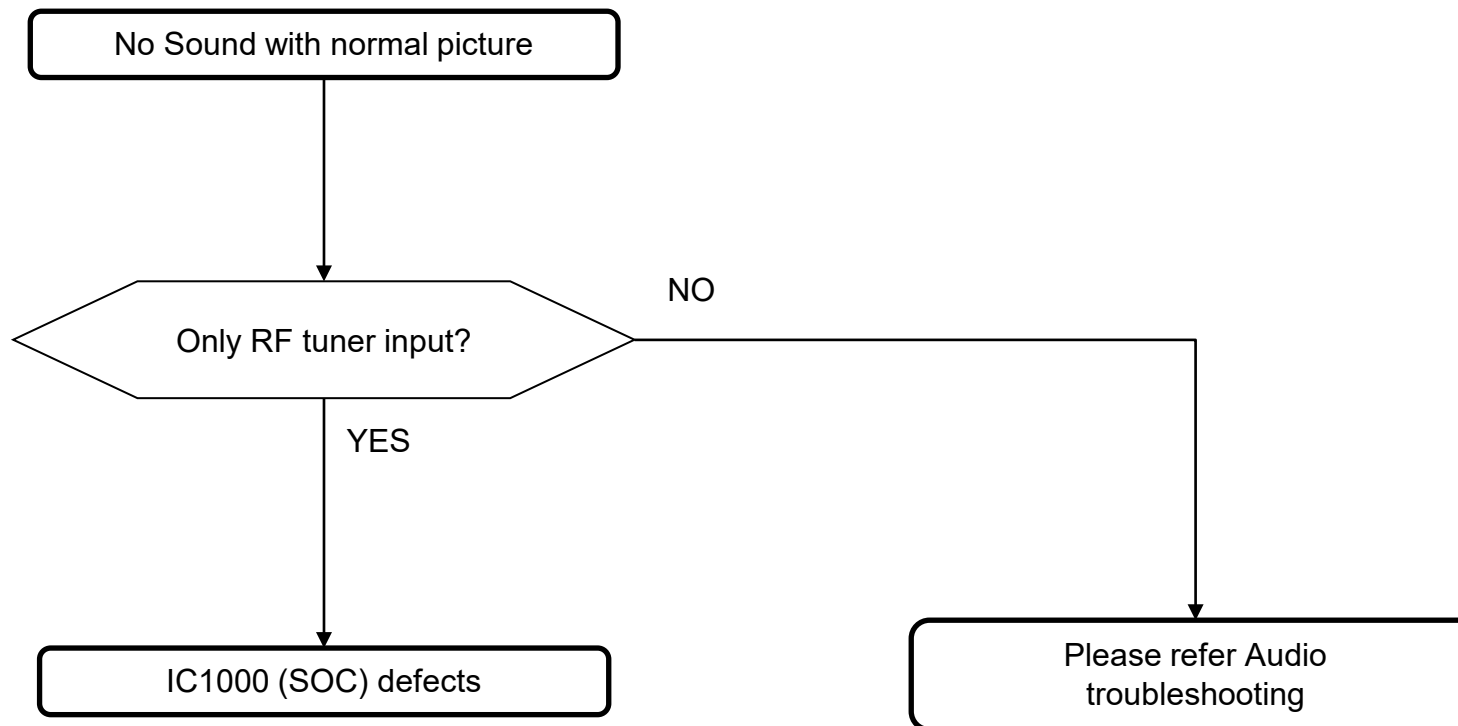 No Sound with normal picture
NO
Only RF tuner input?
YES
IC1000 (SOC) defects
Please refer Audio
troubleshooting